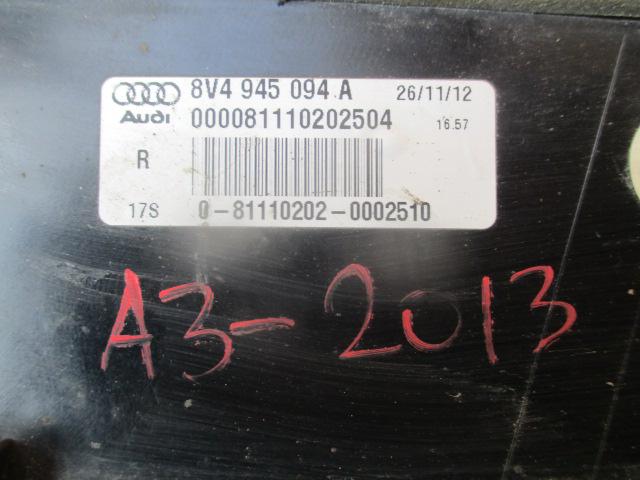 8V4 945 094 A 26/11/12
Audi 000081110202504 16.57
R
17S 0-81110202-0002510
A3-2013